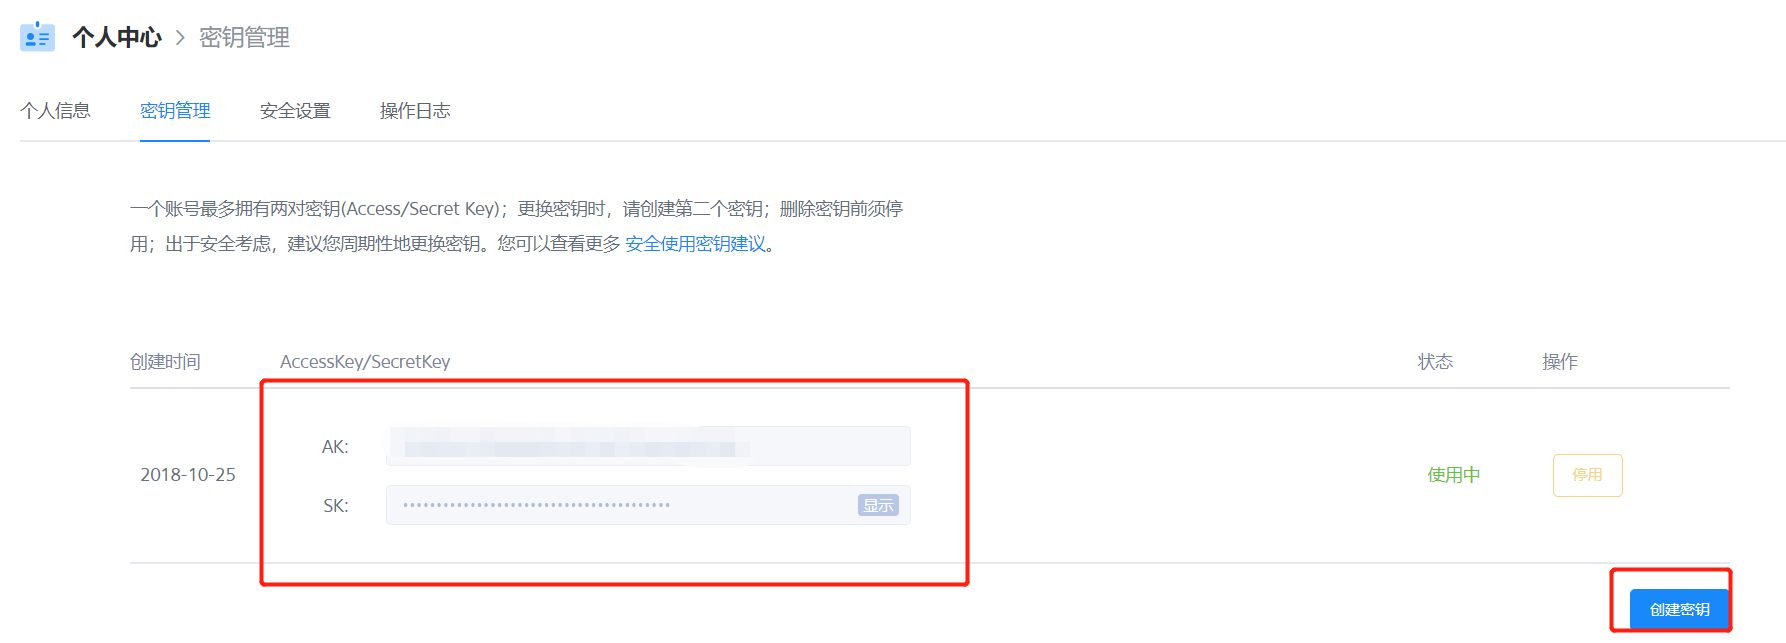 个人中心 > 密钥管理
个人信息 密钥管理 安全设置 操作日志
一个账号最多拥有两对密钥(Access/Secret Key)；更换密钥时，请创建第二个密钥；删除密钥前须停
用；出于安全考虑，建议您周期性地更换密钥。您可以查看更多 安全使用密钥建议。
创建时间 AccessKey/SecretKey 状态 操作
AK:
2018-10-25 使用中 停用
SK: •••••••••••••••••••••••••••••••••••••••• 显示
创建密钥